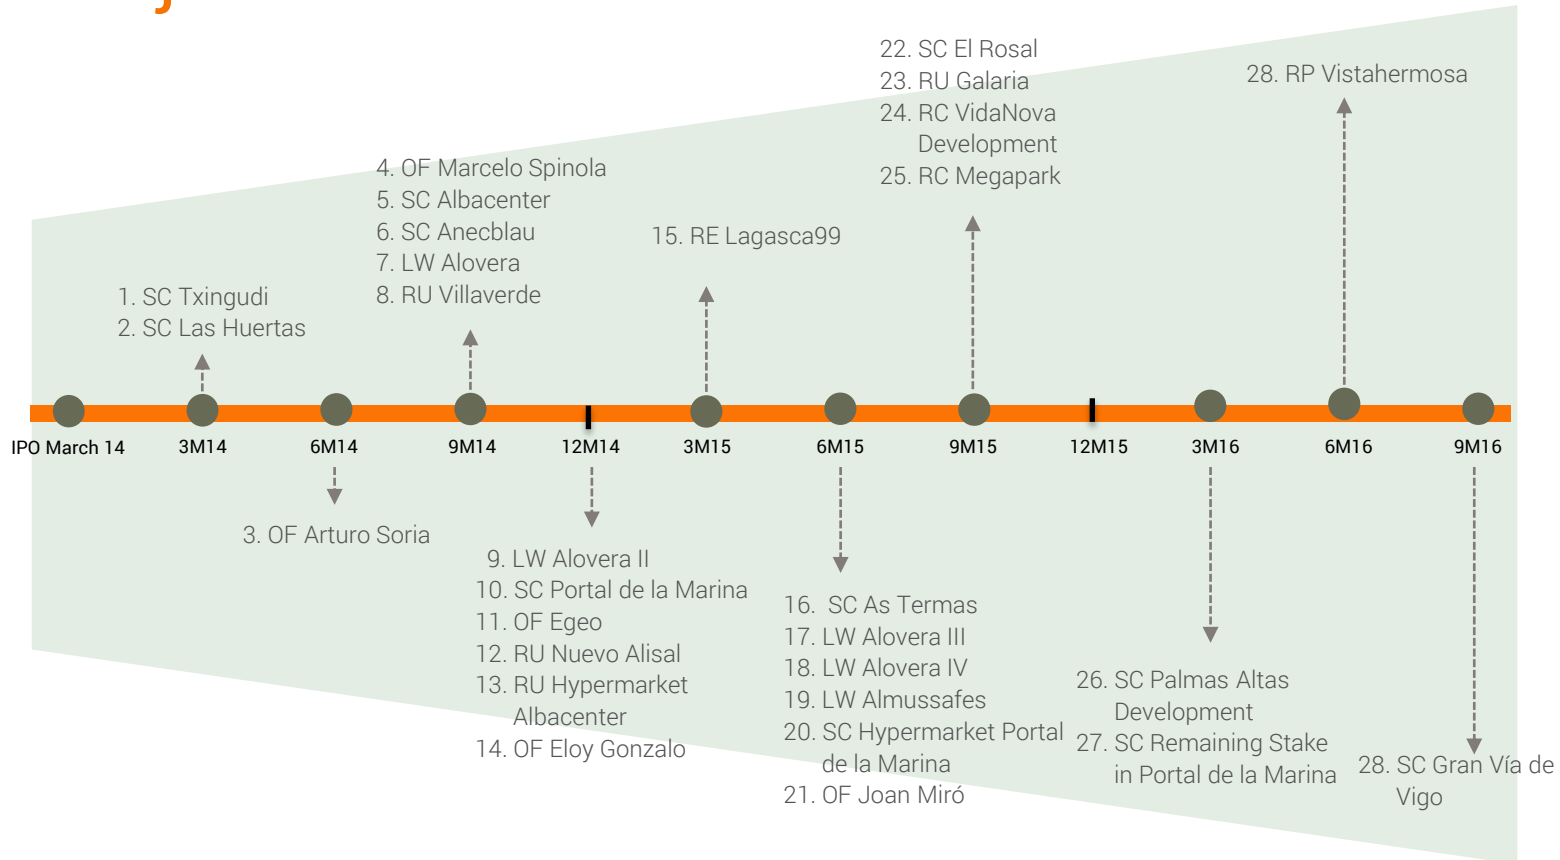 22. SC El Rosal
23. RU Galaria
24. RC VidaNova
Development
25. RC Megapark
28. RP Vistahermosa
4. OF Marcelo Spinola
5. SC Albacenter
6. SC Anecblau
7. LW Alovera
8. RU Villaverde
15. RE Lagasca99
1. SC Txingudi
2. SC Las Huertas
IPO March 14
3M14
6M14
9M14
12M14
3M15
6M15
9M15
12M15
3M16
6M16
9M16
3. OF Arturo Soria
9. LW Alovera II
10. SC Portal de la Marina
11. OF Egeo
12. RU Nuevo Alisal
13. RU Hypermarket
Albacenter
14. OF Eloy Gonzalo
16. SC As Termas
17. LW Alovera III
18. LW Alovera IV
19. LW Almussafes
20. SC Hypermarket Portal
de la Marina
21. OF Joan Miró
26. SC Palmas Altas
Development
27. SC Remaining Stake
in Portal de la Marina
28. SC Gran Vía de
Vigo